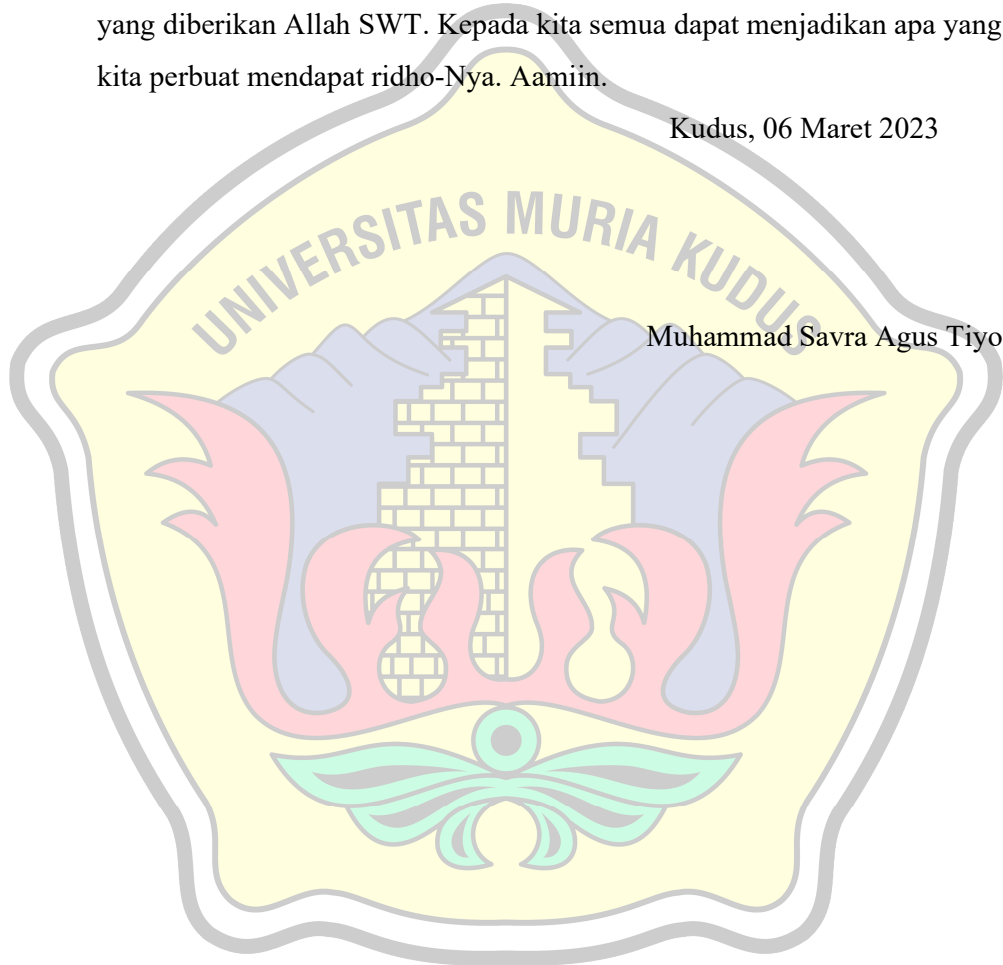 yang diberikan Allah SWT. Kepada kita semua dapat menjadikan apa yang
kita perbuat mendapat ridho-Nya. Aamiin.
Kudus, 06 Maret 2023
UNIVERSITAS MURIA KUDUS
Muhammad Savra Agus Tiyo